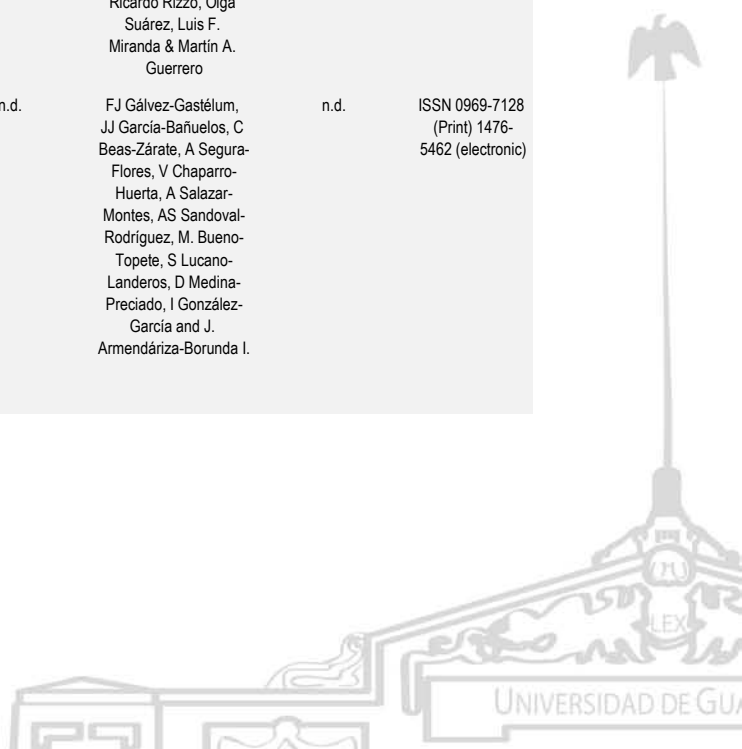 Ricardo Rizzo, Olga
Suárez, Luis F.
Miranda & Martín A.
Guerrero
n.d.
FJ Gálvez-Gastélum,
JJ García-Bañuelos, C
Beas-Zárate, A Segura-
Flores, V Chaparro-
Huerta, A Salazar-
Montes, AS Sandoval-
Rodríguez, M. Bueno-
Topete, S Lucano-
Landeros, D Medina-
Preciado, I González-
García and J.
Armendáriza-Borunda I.
n.d.
ISSN 0969-7128
(Print) 1476-
5462 (electronic)
LEX
UNIVERSIDAD DE GUA